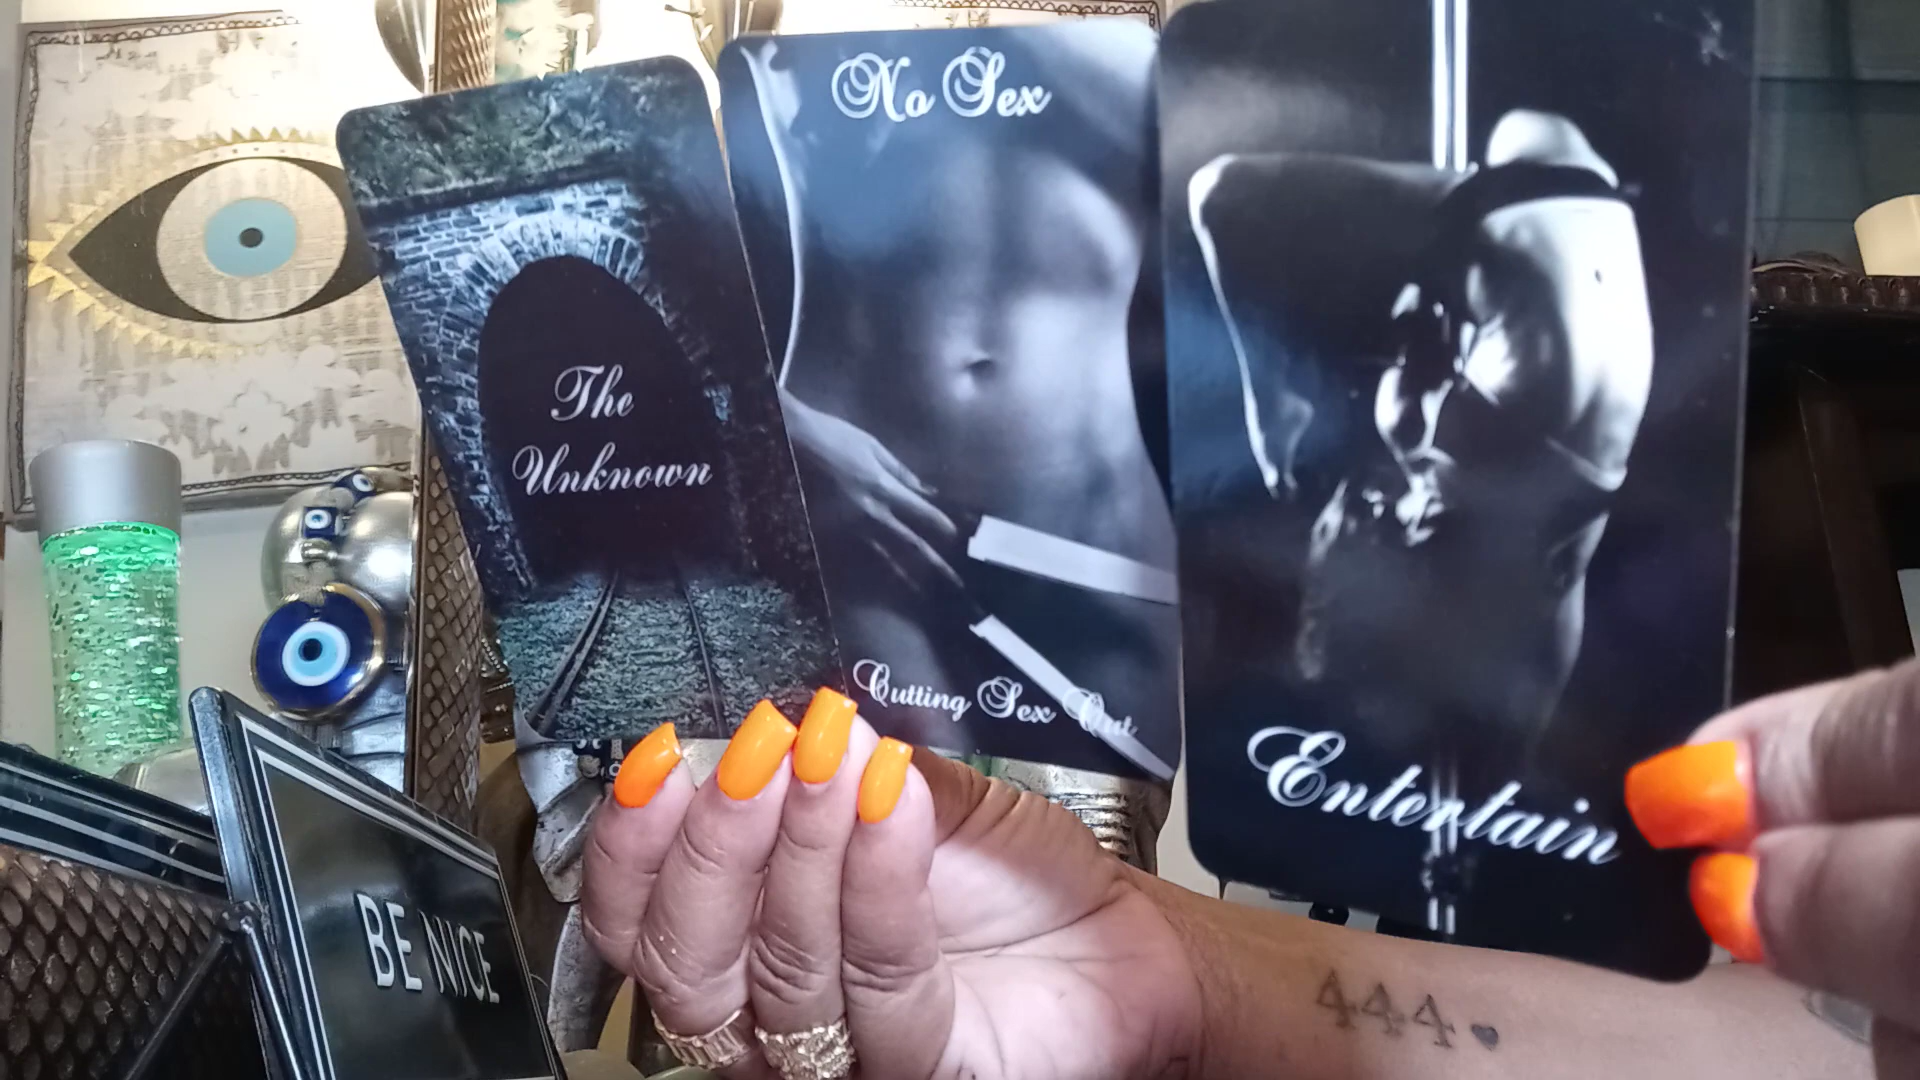 The
Unknown
No Sex
Cutting Sex Out
Entertain
BE NICE
444